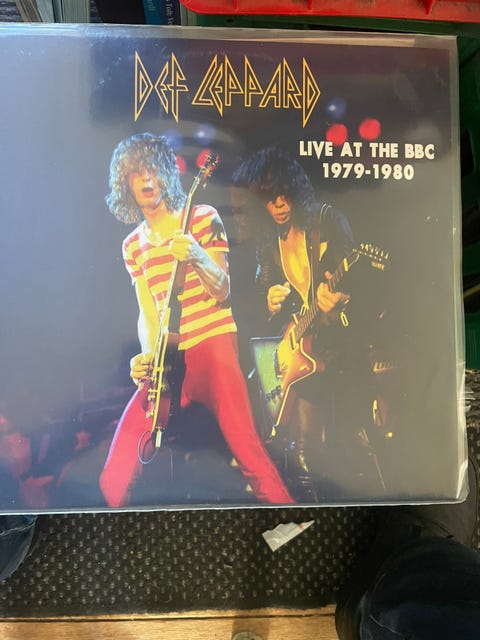 DEF LEPPARD
LIVE AT THE BBC
1979-1980